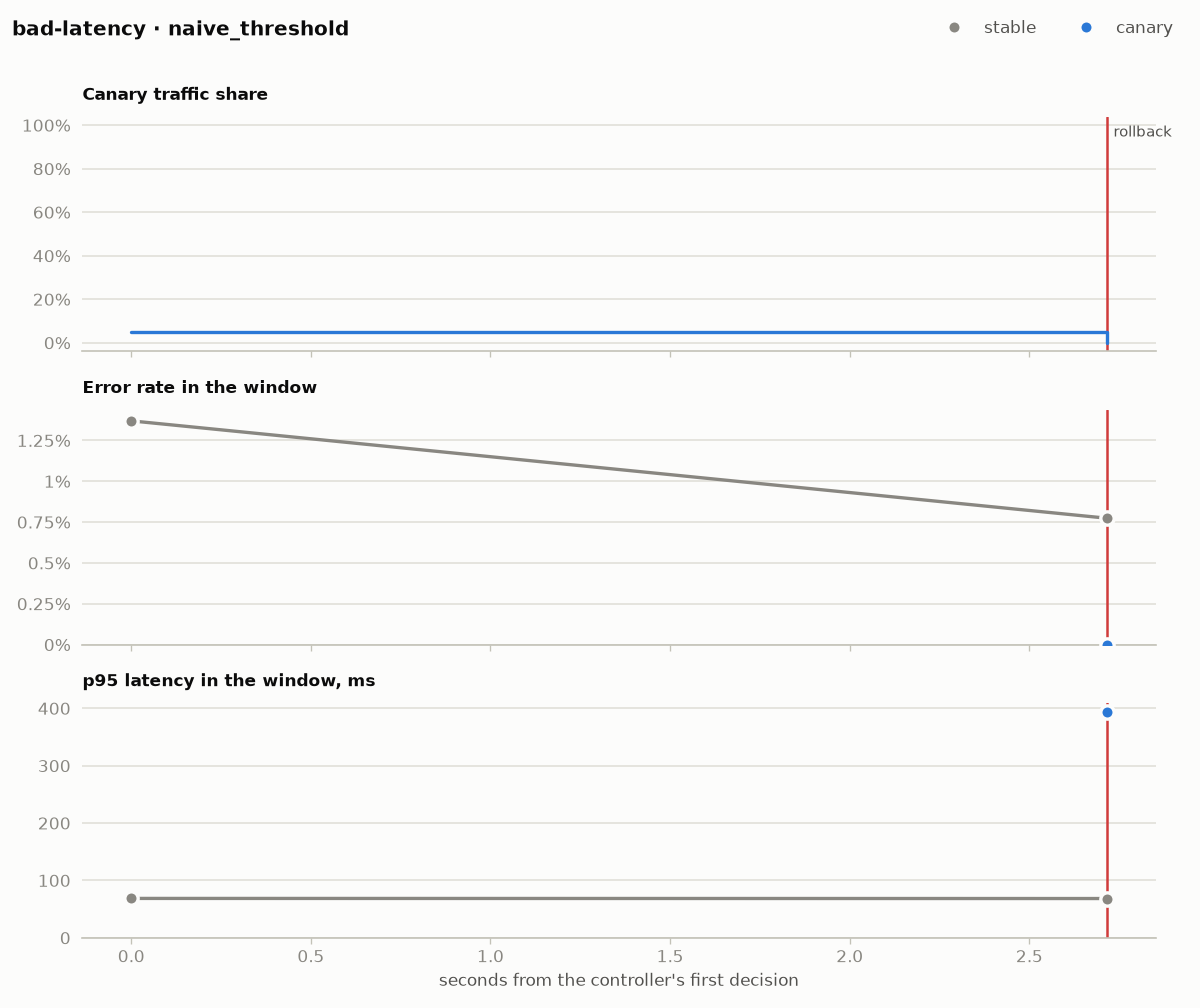 bad-latency · naive_threshold
stable
canary
Canary traffic share
100%
rollback
80%
60%
40%
20%
0%
Error rate in the window
1.25%
1%
0.75%
0.5%
0.25%
0%
p95 latency in the window, ms
400
300
200
100
0
0.0 0.5 1.0 1.5 2.0 2.5
seconds from the controller's first decision